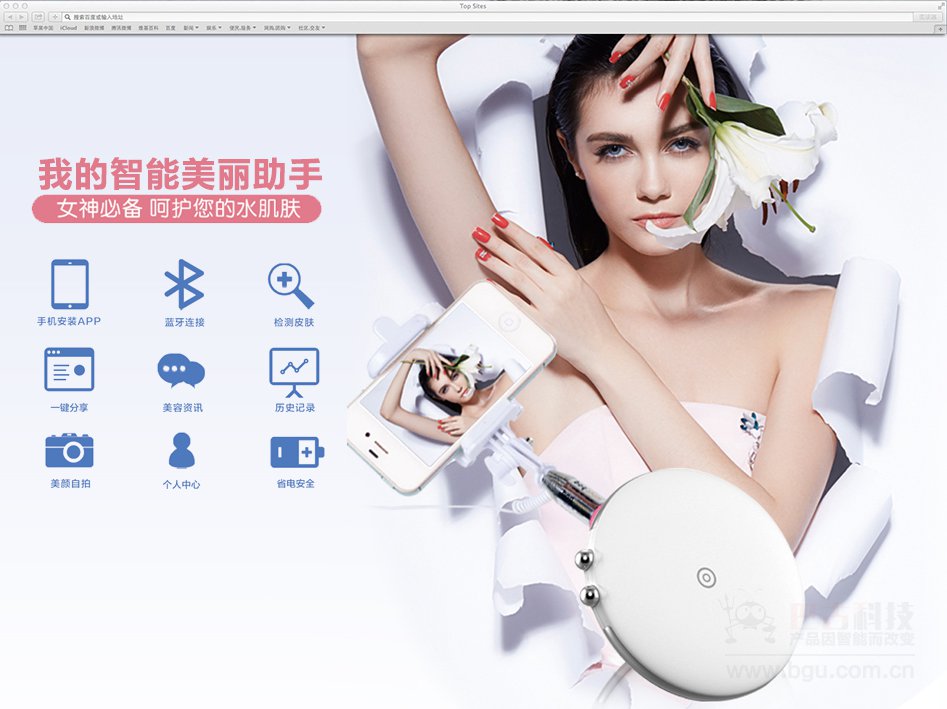 Top Sites
搜索百度或输入地址
阅读器
苹果中国 iCloud 新浪微博 腾讯微博 维基百科 百度 新闻 娱乐 便民服务 网购团购 社区交友
我的智能美丽助手
女神必备 呵护您的水肌肤
手机安装APP 蓝牙连接 检测皮肤
一键分享 美容资讯 历史记录
美颜自拍 个人中心 省电安全
巴古科技
产品因智能而改变
www.bgu.com.cn